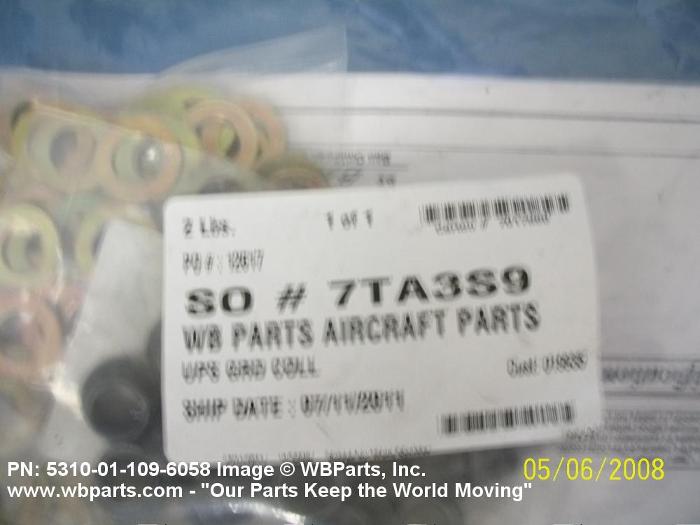 2 Lbs.
1 of 1
PO # : 12617
SO # 7TA3S9
WB PARTS AIRCRAFT PARTS
UPS GRD COLL
SHIP DATE : 07/11/2011
PN: 5310-01-109-6058 Image © WBParts, Inc.
05/06/2008
www.wbparts.com - "Our Parts Keep the World Moving"